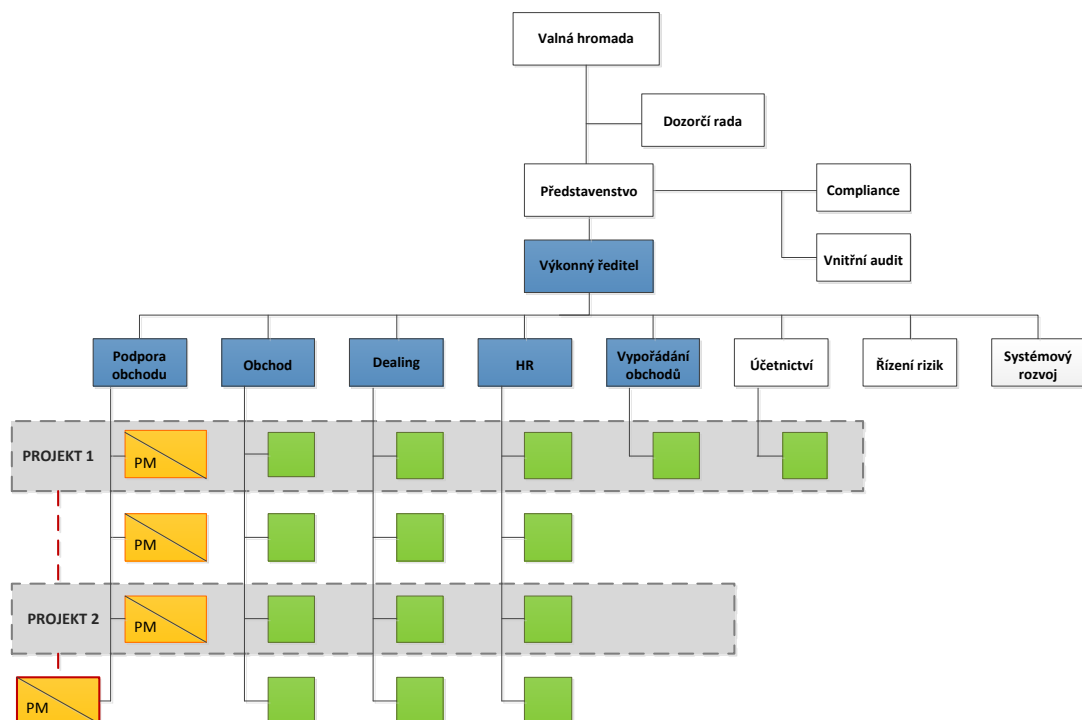 Valná hromada
Dozorčí rada
Představenstvo
Compliance
Výkonný ředitel
Vnitřní audit
Podpora
obchodu
Obchod
Dealing
HR
Vypořádání
obchodů
Účetnictví
Řízení rizik
Systémový
rozvoj
PROJEKT 1
PM
PM
PROJEKT 2
PM
PM